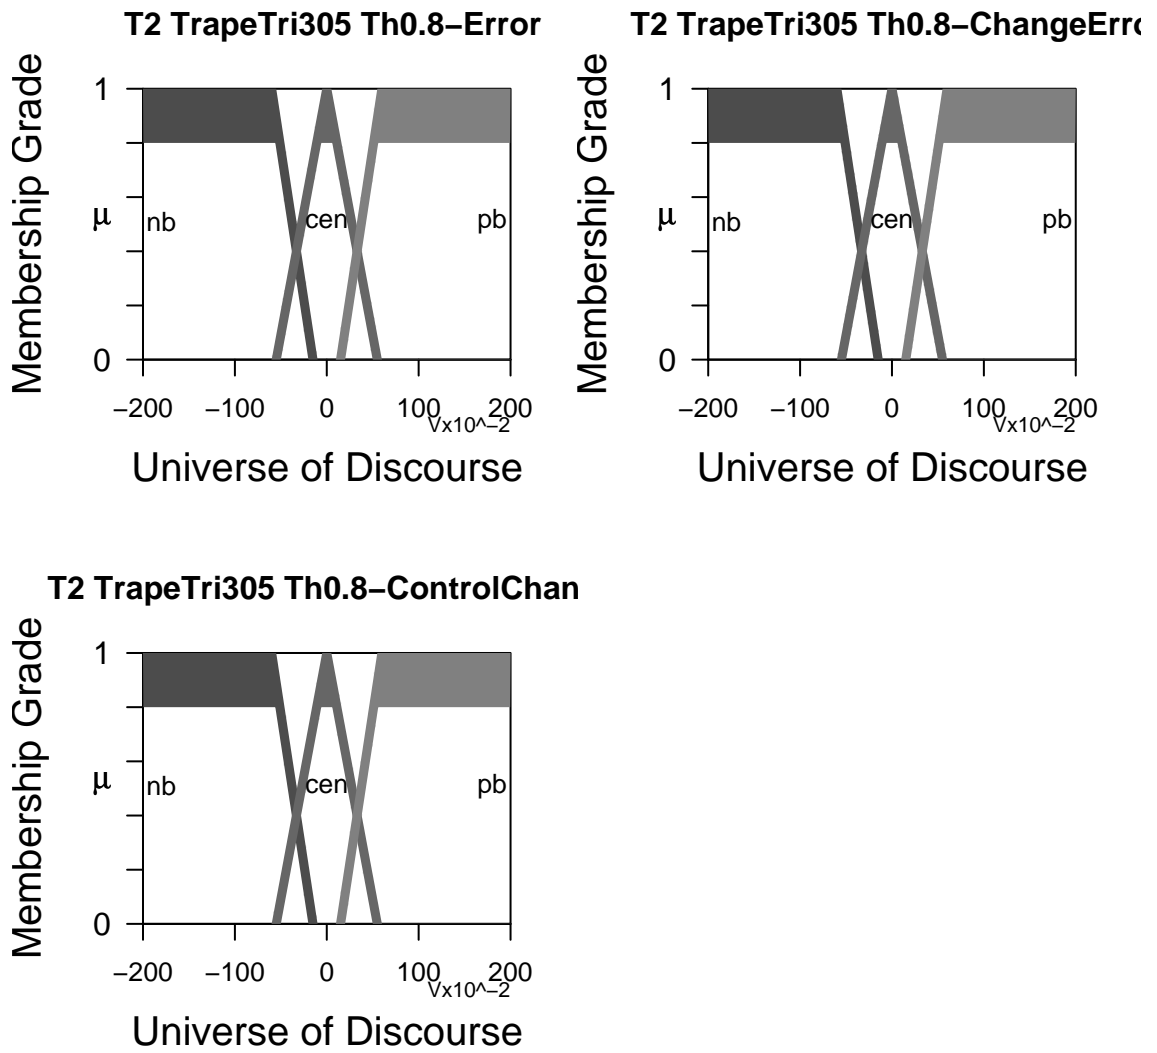 T2 TrapeTri305 Th0.8−Error
Membership Grade
1
μ
0
nb
cen
pb
−200 −100 0 100 200
Vx10^−2
Universe of Discourse
T2 TrapeTri305 Th0.8−ChangeErro
Membership Grade
1
μ
0
nb
cen
pb
−200 −100 0 100 200
Vx10^−2
Universe of Discourse
T2 TrapeTri305 Th0.8−ControlChan
Membership Grade
1
μ
0
nb
cen
pb
−200 −100 0 100 200
Vx10^−2
Universe of Discourse